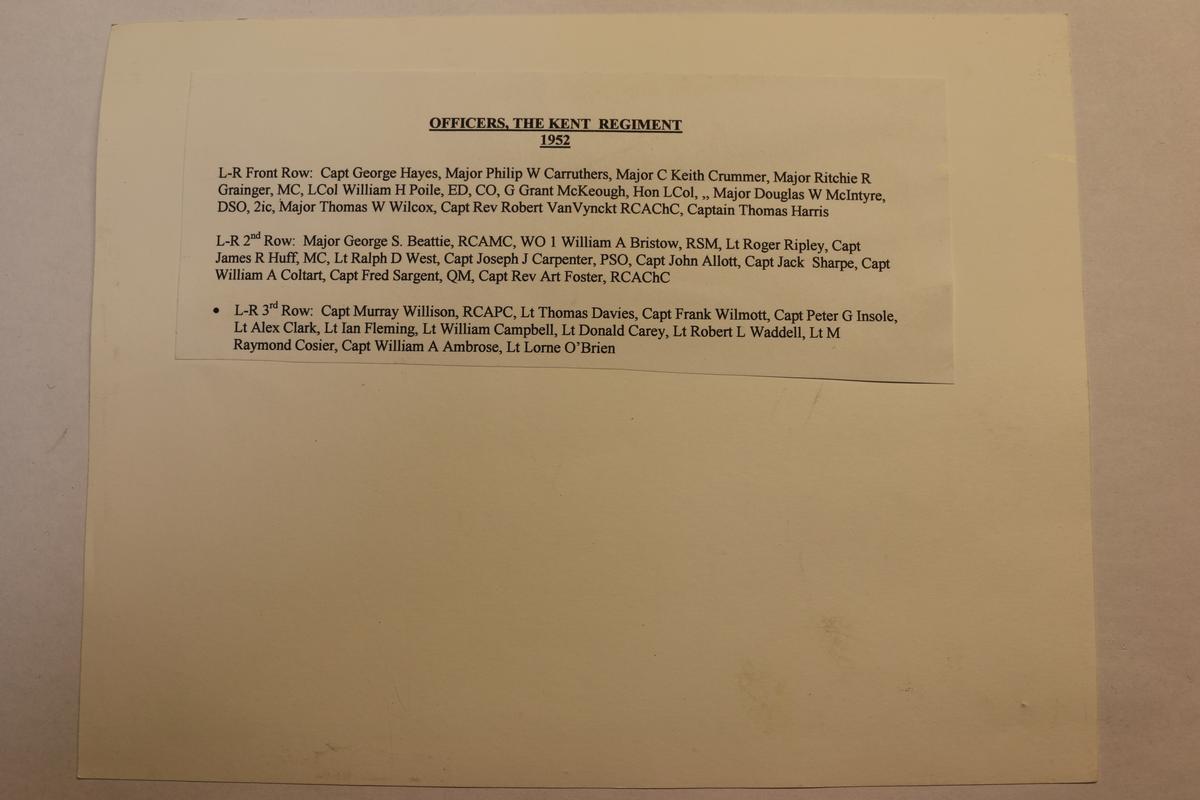 OFFICERS, THE KENT REGIMENT
1952
L-R Front Row: Capt George Hayes, Major Philip W Carruthers, Major C Keith Crummer, Major Ritchie R
Grainger, MC, LCol William H Poile, ED, CO, G Grant McKeough, Hon LCol, ,, Major Douglas W McIntyre,
DSO, 2ic, Major Thomas W Wilcox, Capt Rev Robert VanVynckt RCAChC, Captain Thomas Harris
L-R 2nd Row: Major George S. Beattie, RCAMC, WO 1 William A Bristow, RSM, Lt Roger Ripley, Capt
James R Huff, MC, Lt Ralph D West, Capt Joseph J Carpenter, PSO, Capt John Allott, Capt Jack Sharpe, Capt
William A Coltart, Capt Fred Sargent, QM, Capt Rev Art Foster, RCAChC
• L-R 3rd Row: Capt Murray Willison, RCAPC, Lt Thomas Davies, Capt Frank Wilmott, Capt Peter G Insole,
Lt Alex Clark, Lt Ian Fleming, Lt William Campbell, Lt Donald Carey, Lt Robert L Waddell, Lt M
Raymond Cosier, Capt William A Ambrose, Lt Lorne O'Brien